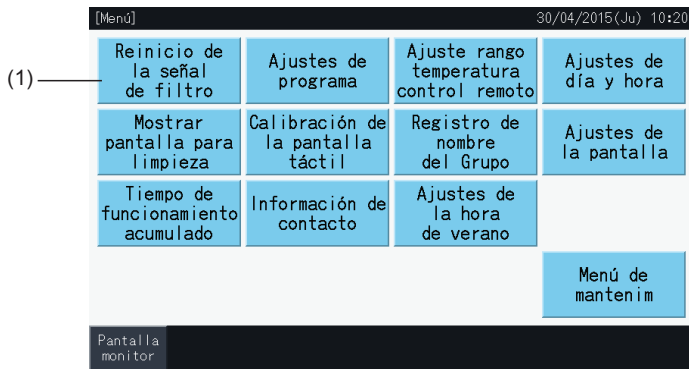 [Menú] 30/04/2015(Ju) 10:20
(1)
Reinicio de
la señal
de filtro
Ajustes de
programa
Ajuste rango
temperatura
control remoto
Ajustes de
día y hora
Mostrar
pantalla para
limpieza
Calibración de
la pantalla
táctil
Registro de
nombre
del Grupo
Ajustes de
la pantalla
Tiempo de
funcionamiento
acumulado
Información de
contacto
Ajustes de
la hora
de verano
Menú de
mantenim
Pantalla
monitor